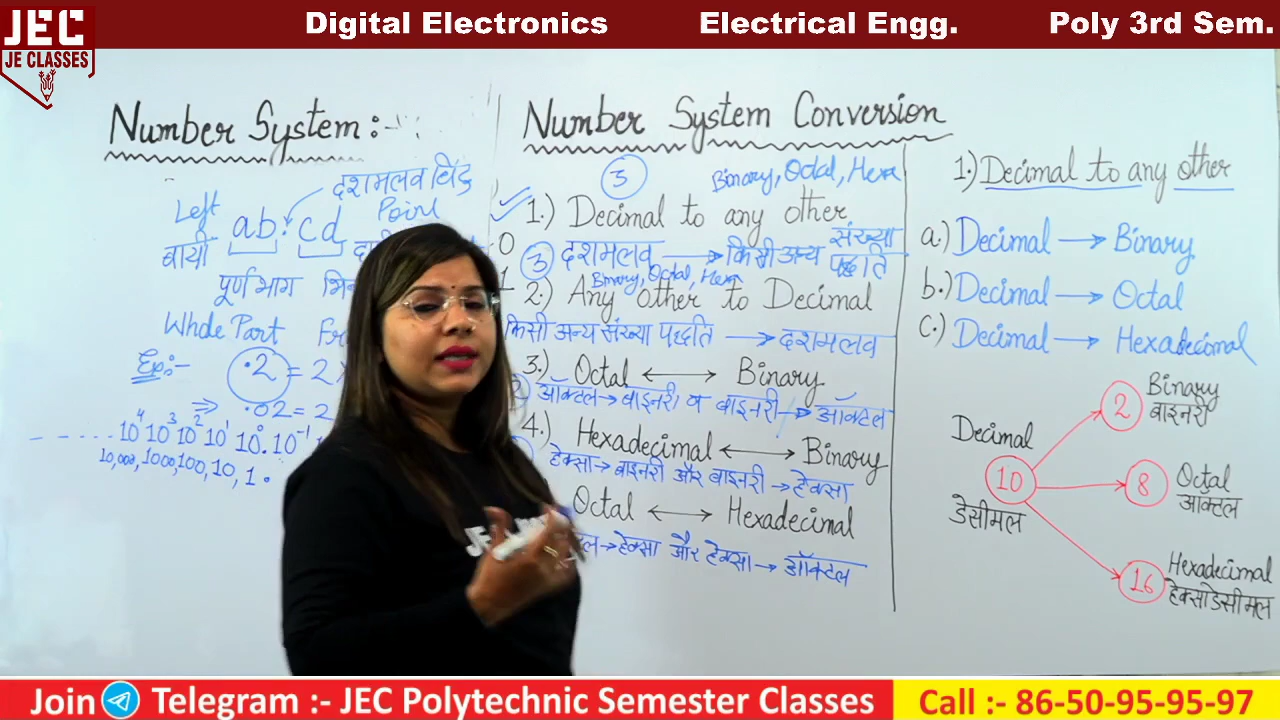 JEC
JE CLASSES
Digital Electronics Electrical Engg. Poly 3rd Sem.
Number System:-
दशमलव बिंदु
Left ab.cd Point
बायाँ
पूर्ण भाग
Whole Part
Exp:-
.2 = 2
⇒ .02 = 2
10⁴ 10³ 10² 10¹ 10⁰. 10⁻¹
10,000, 1000, 100, 10, 1.
Number System Conversion
3 Binary, Octal, Hexa
1.) Decimal to any other
3 दशमलव → किसी अन्य संख्या पद्धति
Binary, Octal, Hexa
2.) Any other to Decimal
किसी अन्य संख्या पद्धति → दशमलव
3.) Octal ↔ Binary
ऑक्टल→बाइनरी व बाइनरी→ऑक्टल
4.) Hexadecimal ↔ Binary
हेक्सा→बाइनरी और बाइनरी→हेक्सा
Octal ↔ Hexadecimal
→हेक्सा और हेक्सा→ऑक्टल
1.) Decimal to any other
a.) Decimal → Binary
b.) Decimal → Octal
c.) Decimal → Hexadecimal
2 Binary
बाइनरी
Decimal
10
डेसीमल
8 Octal
ऑक्टल
16 Hexadecimal
हेक्साडेसीमल
JEC
Join Telegram :- JEC Polytechnic Semester Classes Call :- 86-50-95-95-97